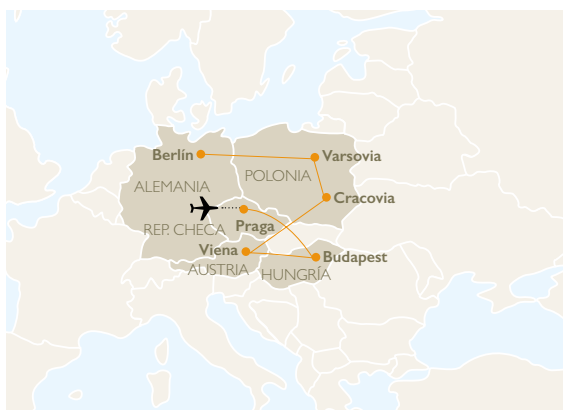 Berlín
Varsovia
POLONIA
ALEMANIA
Cracovia
REP. CHECA
Praga
Viena
Budapest
AUSTRIA
HUNGRÍA